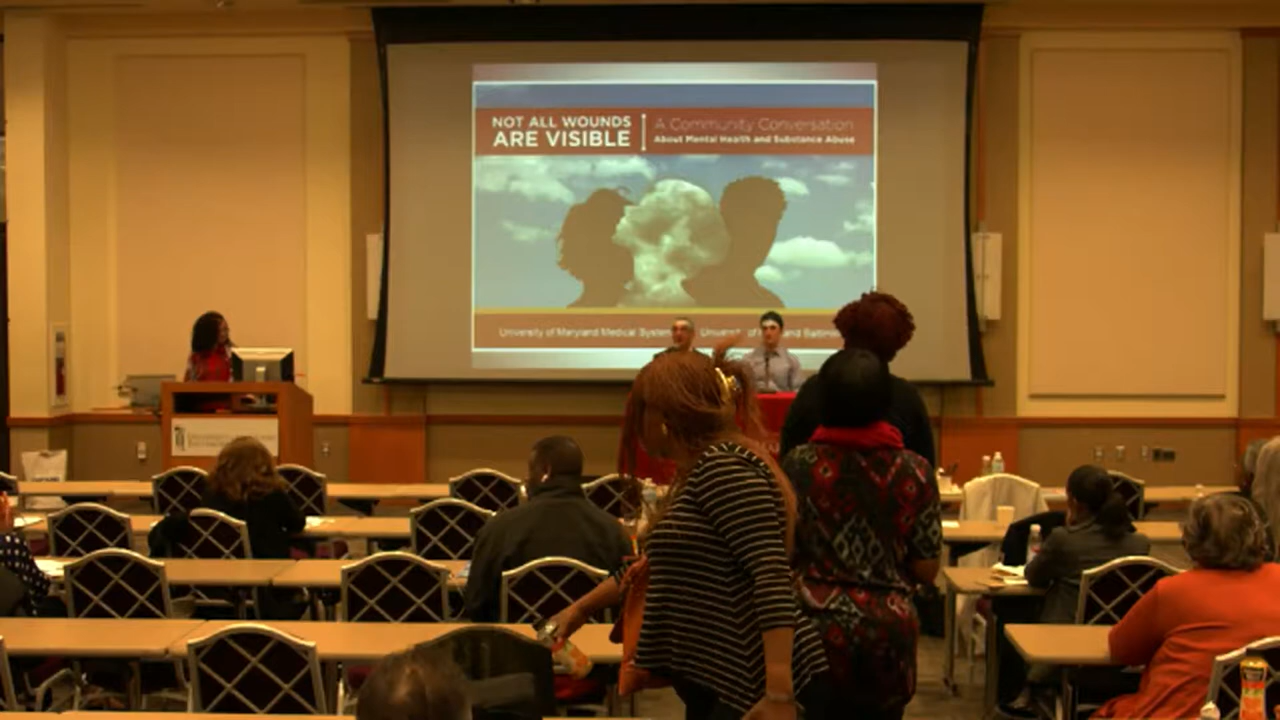 NOT ALL WOUNDS
ARE VISIBLE
A Community Conversation
About Mental Health and Substance Abuse
University of Maryland Medical System